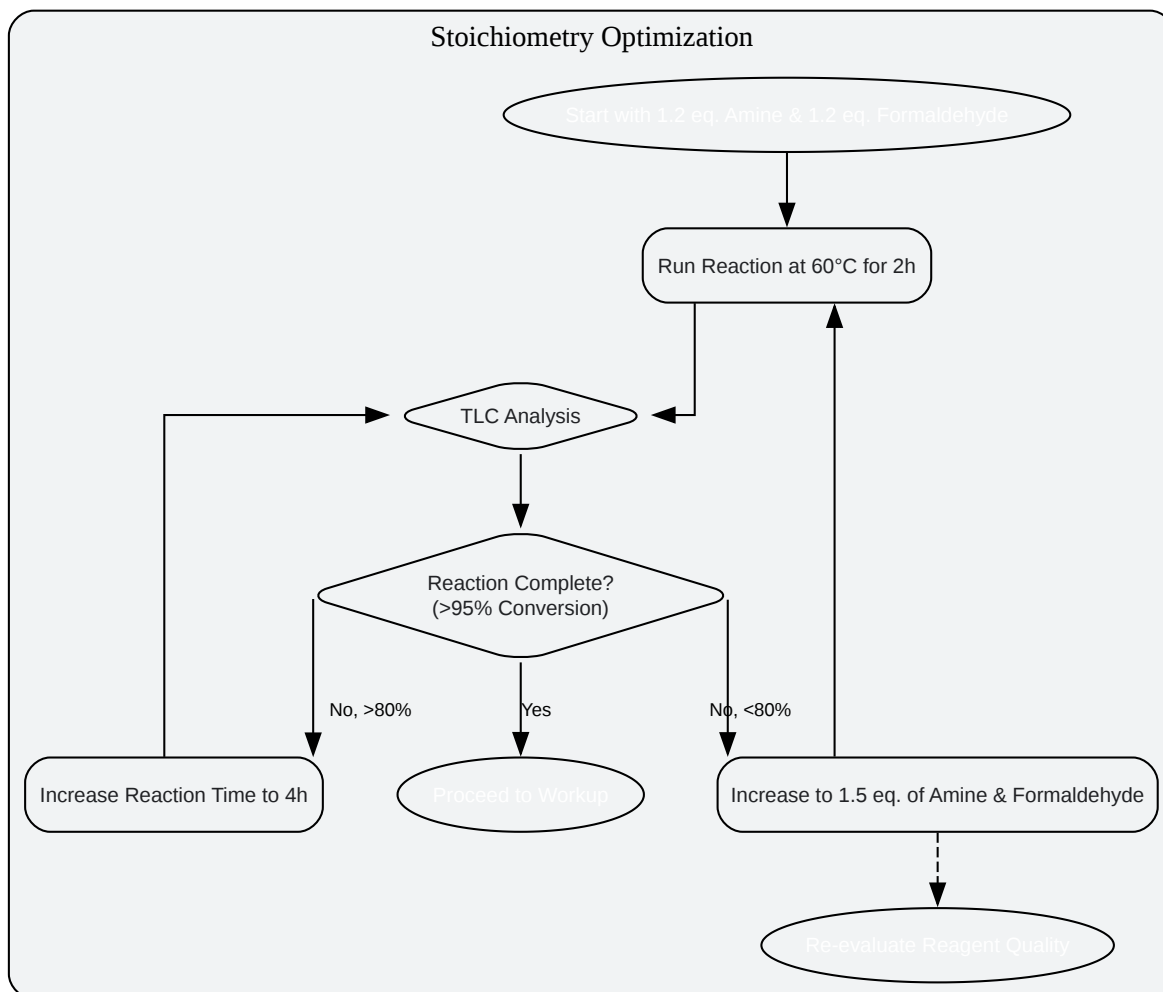 Stoichiometry Optimization
Start with 1.2 eq. Amine & 1.2 eq. Formaldehyde
Run Reaction at 60°C for 2h
TLC Analysis
Reaction Complete?
(>95% Conversion)
No, >80%
Yes
No, <80%
Increase Reaction Time to 4h
Proceed to Workup
Increase to 1.5 eq. of Amine & Formaldehyde
Re-evaluate Reagent Quality